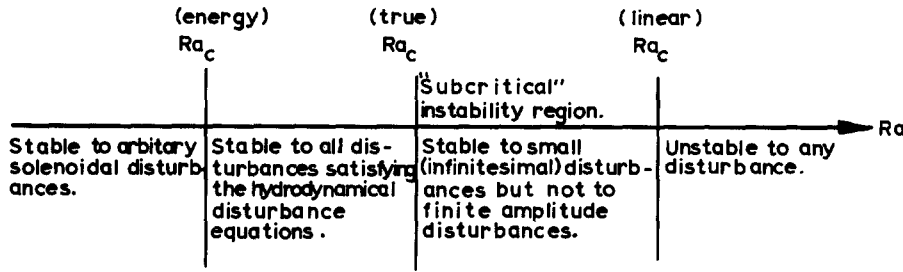 (energy)
Ra_c
(true)
Ra_c
(linear)
Ra_c
"Subcritical"
instability region.
Ra
Stable to arbitary
solenoidal disturb-
ances.
Stable to all dis-
turbances satisfying
the hydrodynamical
disturbance
equations.
Stable to small
(infinitesimal) disturb-
ances but not to
finite amplitude
disturbances.
Unstable to any
disturbance.